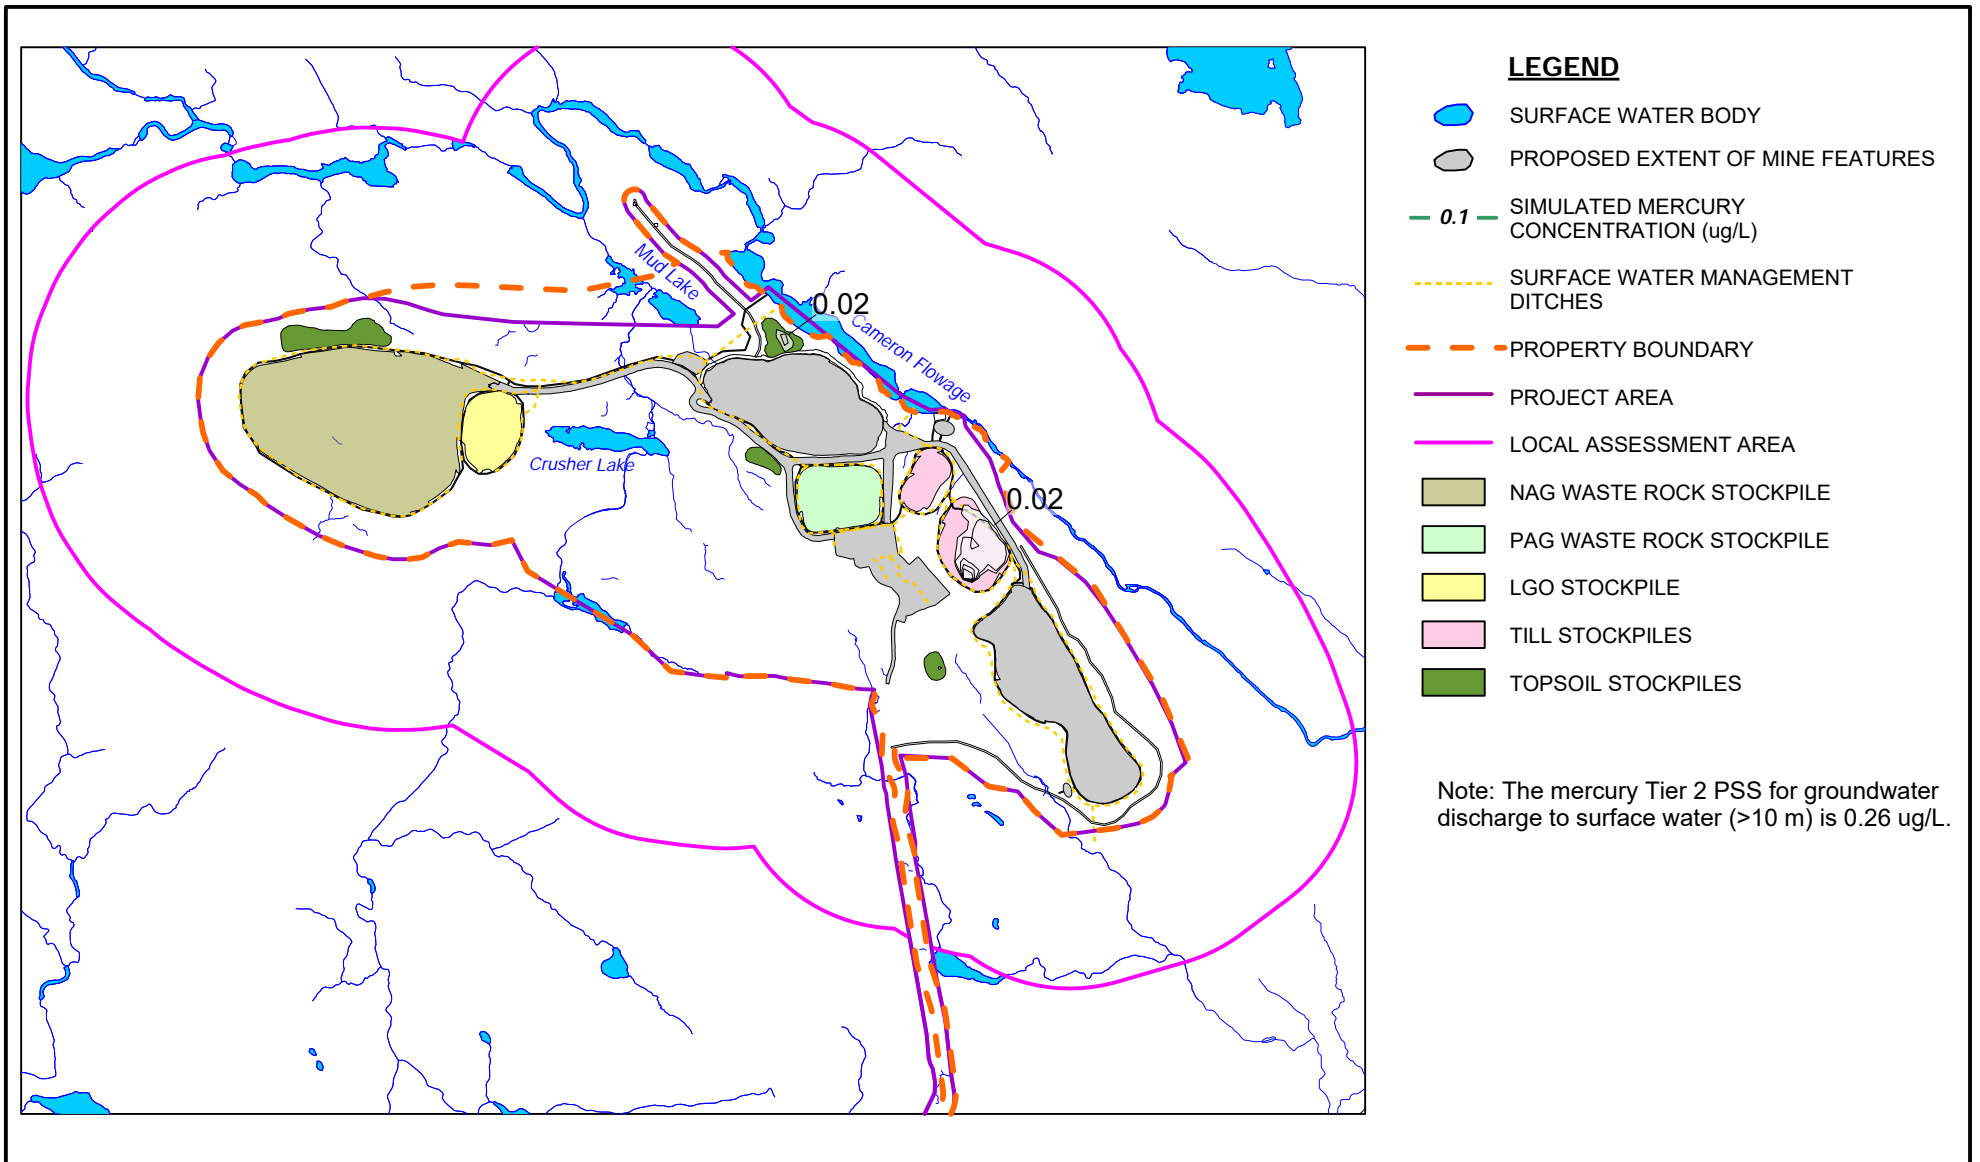 LEGEND
SURFACE WATER BODY
PROPOSED EXTENT OF MINE FEATURES
0.1
SIMULATED MERCURY
CONCENTRATION (ug/L)
SURFACE WATER MANAGEMENT
DITCHES
PROPERTY BOUNDARY
PROJECT AREA
LOCAL ASSESSMENT AREA
NAG WASTE ROCK STOCKPILE
PAG WASTE ROCK STOCKPILE
LGO STOCKPILE
TILL STOCKPILES
TOPSOIL STOCKPILES
Note: The mercury Tier 2 PSS for groundwater
discharge to surface water (>10 m) is 0.26 ug/L.
Mud Lake
0.02
Cameron Flowage
Crusher Lake
0.02